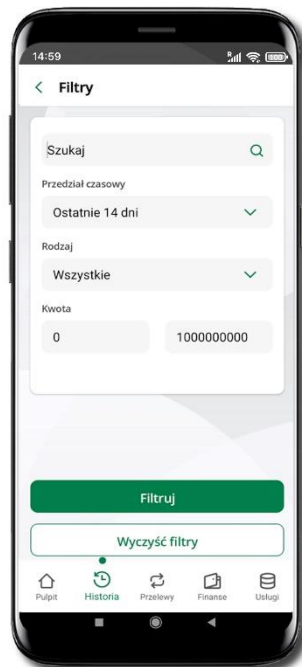 14:59
Filtry
Szukaj
Przedział czasowy
Ostatnie 14 dni
Rodzaj
Wszystkie
Kwota
0 1000000000
Filtruj
Wyczyść filtry
Pulpit Historia Przelewy Finanse Usługi